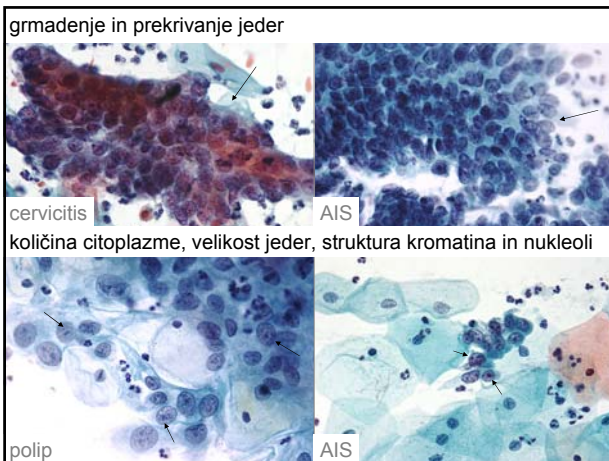 grmadenje in prekrivanje jeder
cervicitis
AIS
količina citoplazme, velikost jeder, struktura kromatina in nukleoli
polip
AIS